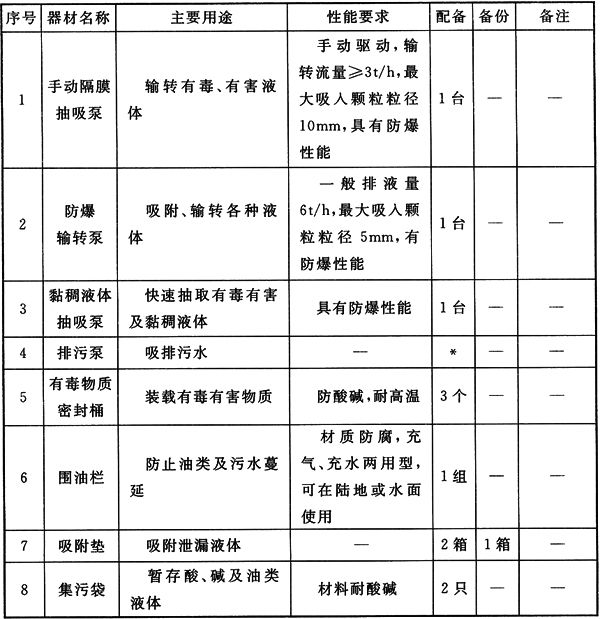 序号 器材名称 主要用途 性能要求 配备 备份 备注
1 手动隔膜抽吸泵 输转有毒、有害液体 手动驱动,输转流量≥3t/h,最大吸入颗粒粒径10mm,具有防爆性能 1台 — —
2 防爆输转泵 吸附、输转各种液体 一般排液量6t/h,最大吸入颗粒粒径5mm,有防爆性能 1台 — —
3 黏稠液体抽吸泵 快速抽取有毒有害及黏稠液体 具有防爆性能 1台 — —
4 排污泵 吸排污水 — * — —
5 有毒物质密封桶 装载有毒有害物质 防酸碱,耐高温 3个 — —
6 围油栏 防止油类及污水蔓延 材质防腐,充气、充水两用型,可在陆地或水面使用 1组 — —
7 吸附垫 吸附泄漏液体 — 2箱 1箱 —
8 集污袋 暂存酸、碱及油类液体 材料耐酸碱 2只 — —